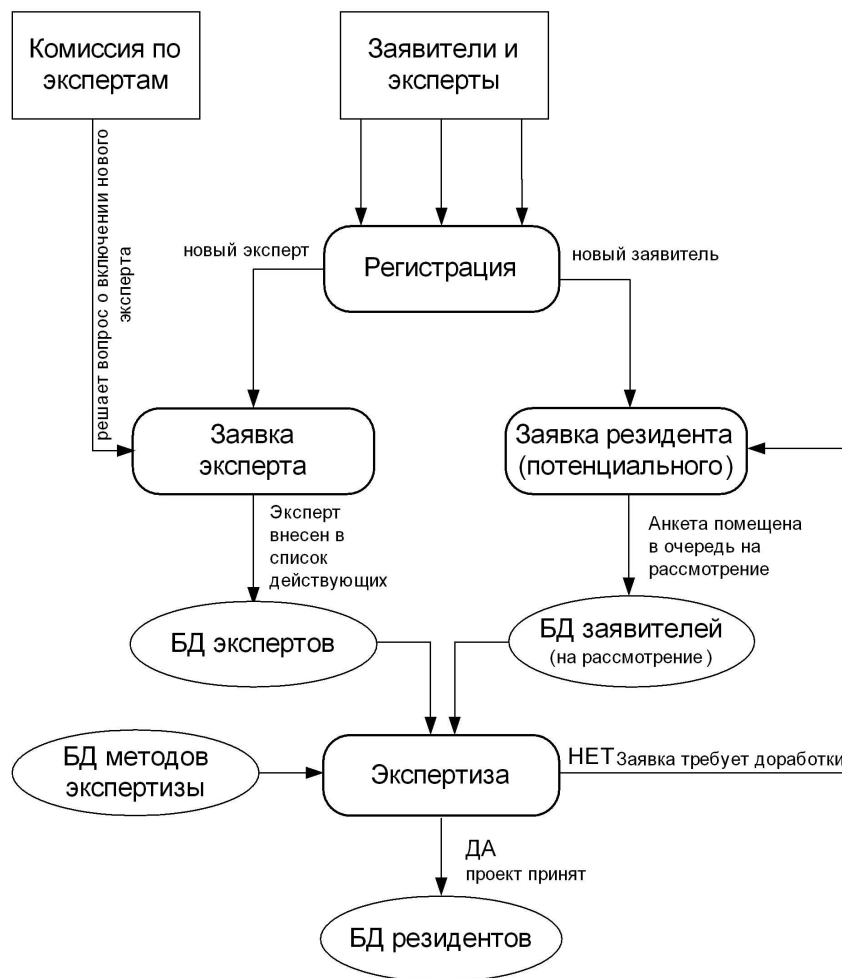 Комиссия по
экспертам
Заявители и
эксперты
решает вопрос о включении нового
эксперта
новый эксперт
Регистрация
новый заявитель
Заявка
эксперта
Заявка резидента
(потенциального)
Эксперт
внесен в
список
действующих
Анкета помещена
в очередь на
рассмотрение
БД экспертов
БД заявителей
(на рассмотрение)
БД методов
экспертизы
Экспертиза
НЕТ Заявка требует доработки
ДА
проект принят
БД резидентов